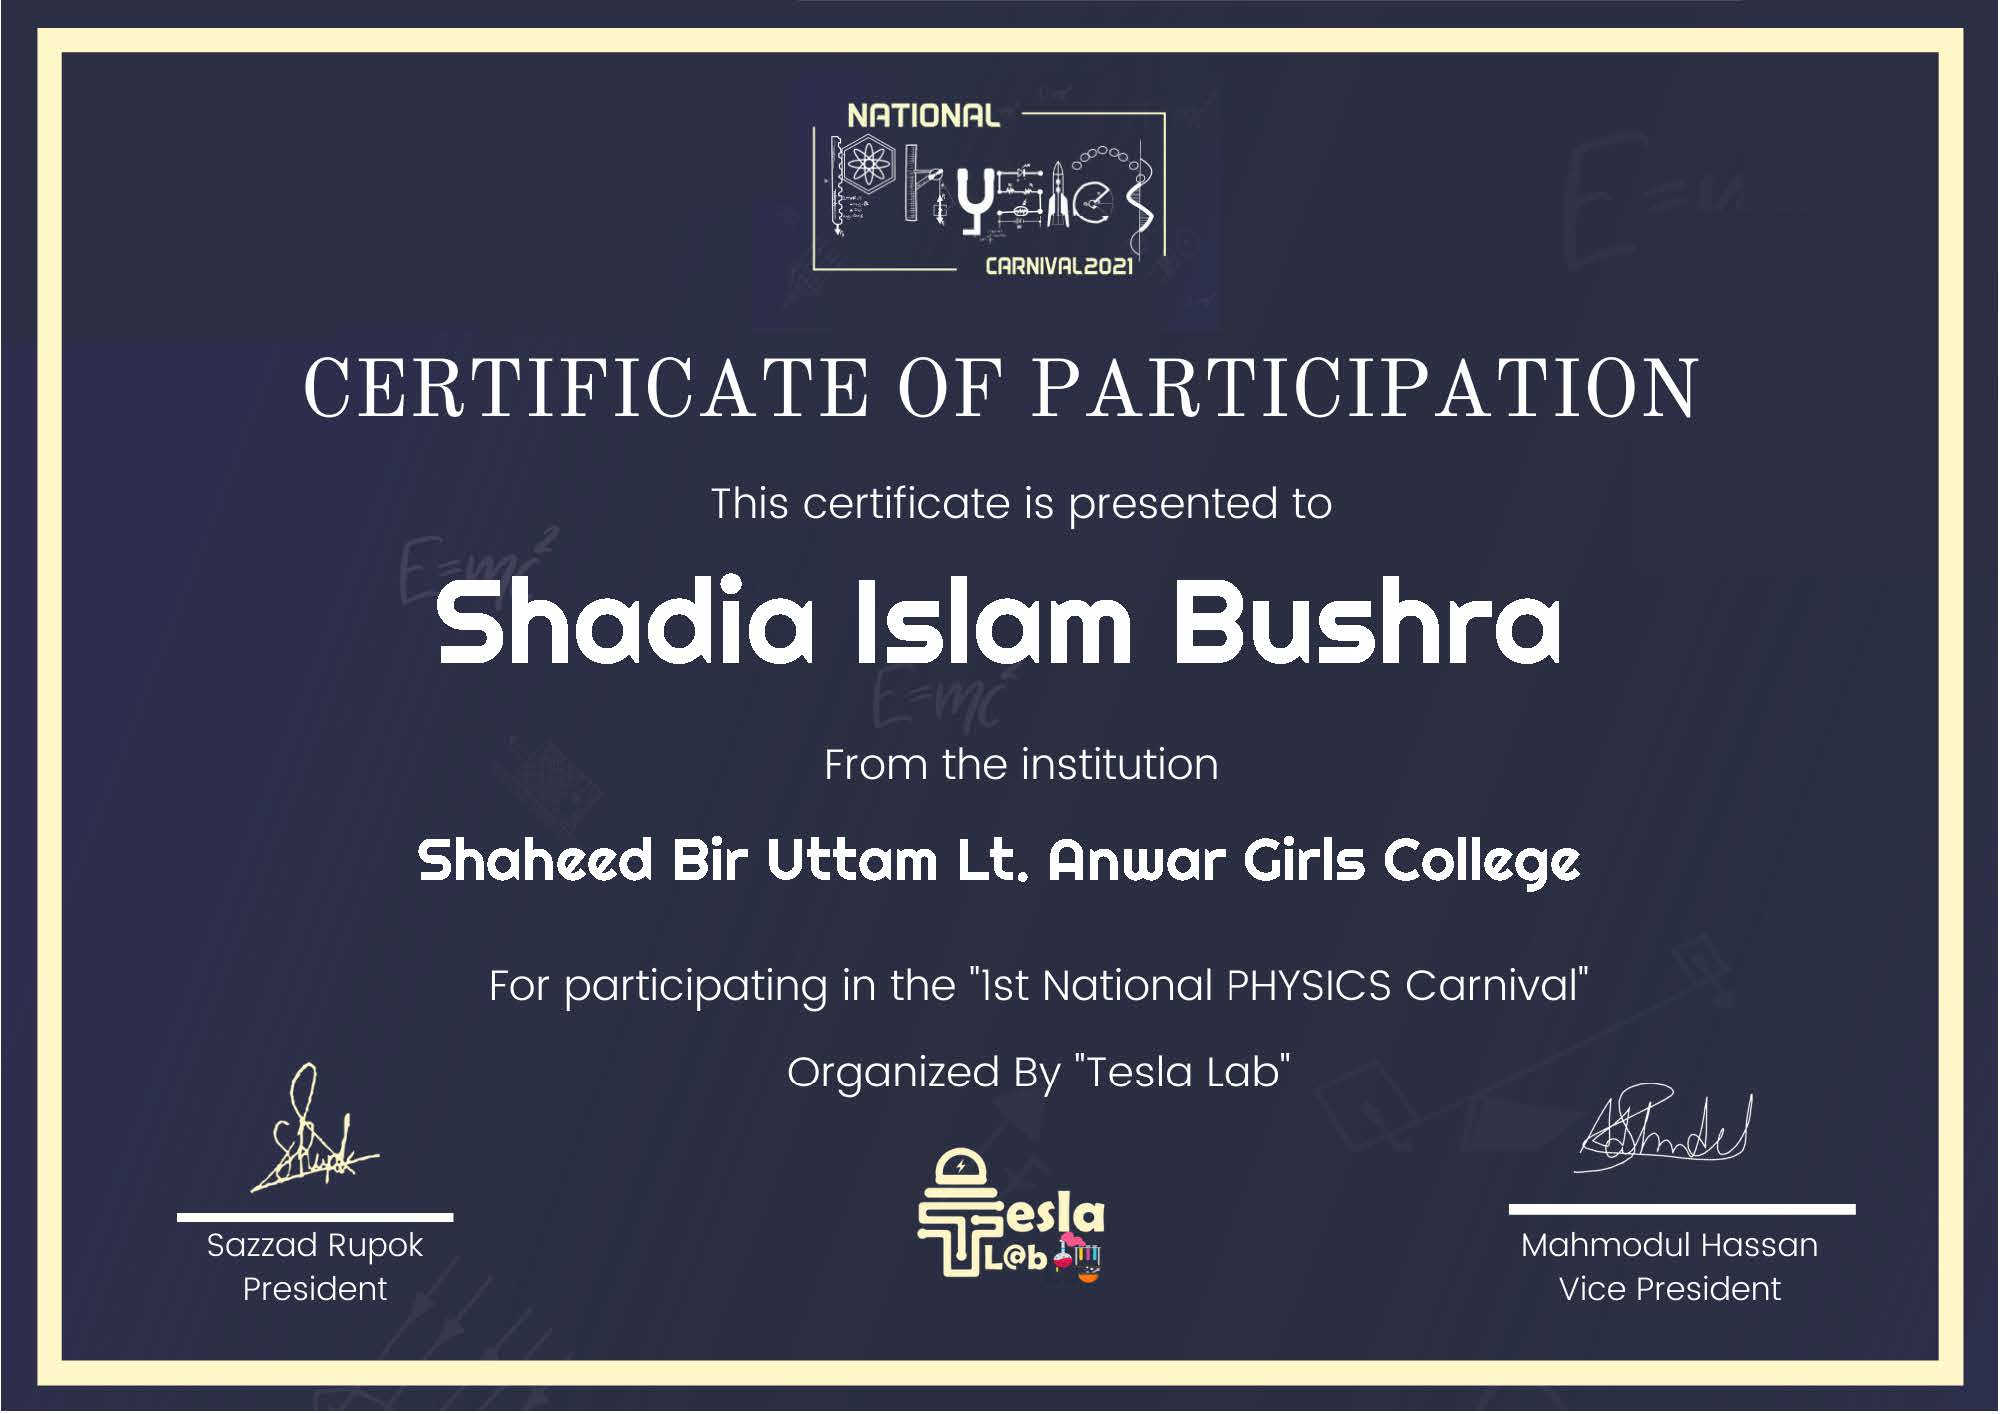 NATIONAL
Physics
CARNIVAL2021
CERTIFICATE OF PARTICIPATION
This certificate is presented to
E=mc²
Shadia Islam Bushra
E=mc²
From the institution
Shaheed Bir Uttam Lt. Anwar Girls College
For participating in the "1st National PHYSICS Carnival"
Organized By "Tesla Lab"
Tesla
L@b
Sazzad Rupok
President
Mahmodul Hassan
Vice President